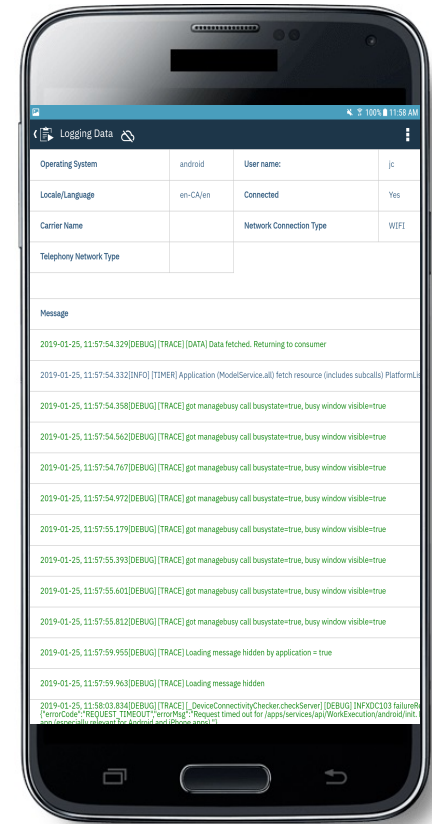 100% 11:58 AM
Logging Data
Operating System android User name: jc
Locale/Language en-CA/en Connected Yes
Carrier Name Network Connection Type WIFI
Telephony Network Type
Message
2019-01-25, 11:57:54.329[DEBUG] [TRACE] [DATA] Data fetched. Returning to consumer
2019-01-25, 11:57:54.332[INFO] [TIMER] Application (ModelService.all) fetch resource (includes subcalls) PlatformLis
2019-01-25, 11:57:54.358[DEBUG] [TRACE] got managebusy call busystate=true, busy window visible=true
2019-01-25, 11:57:54.562[DEBUG] [TRACE] got managebusy call busystate=true, busy window visible=true
2019-01-25, 11:57:54.767[DEBUG] [TRACE] got managebusy call busystate=true, busy window visible=true
2019-01-25, 11:57:54.972[DEBUG] [TRACE] got managebusy call busystate=true, busy window visible=true
2019-01-25, 11:57:55.179[DEBUG] [TRACE] got managebusy call busystate=true, busy window visible=true
2019-01-25, 11:57:55.393[DEBUG] [TRACE] got managebusy call busystate=true, busy window visible=true
2019-01-25, 11:57:55.601[DEBUG] [TRACE] got managebusy call busystate=true, busy window visible=true
2019-01-25, 11:57:55.812[DEBUG] [TRACE] got managebusy call busystate=true, busy window visible=true
2019-01-25, 11:57:59.955[DEBUG] [TRACE] Loading message hidden by application = true
2019-01-25, 11:57:59.963[DEBUG] [TRACE] Loading message hidden
2019-01-25, 11:58:03.834[DEBUG] [TRACE] [_DeviceConnectivityChecker.checkServer] [DEBUG] INFXDC103 failureRe
{"errorCode":"REQUEST_TIMEOUT","errorMsg":"Request timed out for /apps/services/api/WorkExecution/android/init.
app (especially relevant for Android and iPhone apps)."}